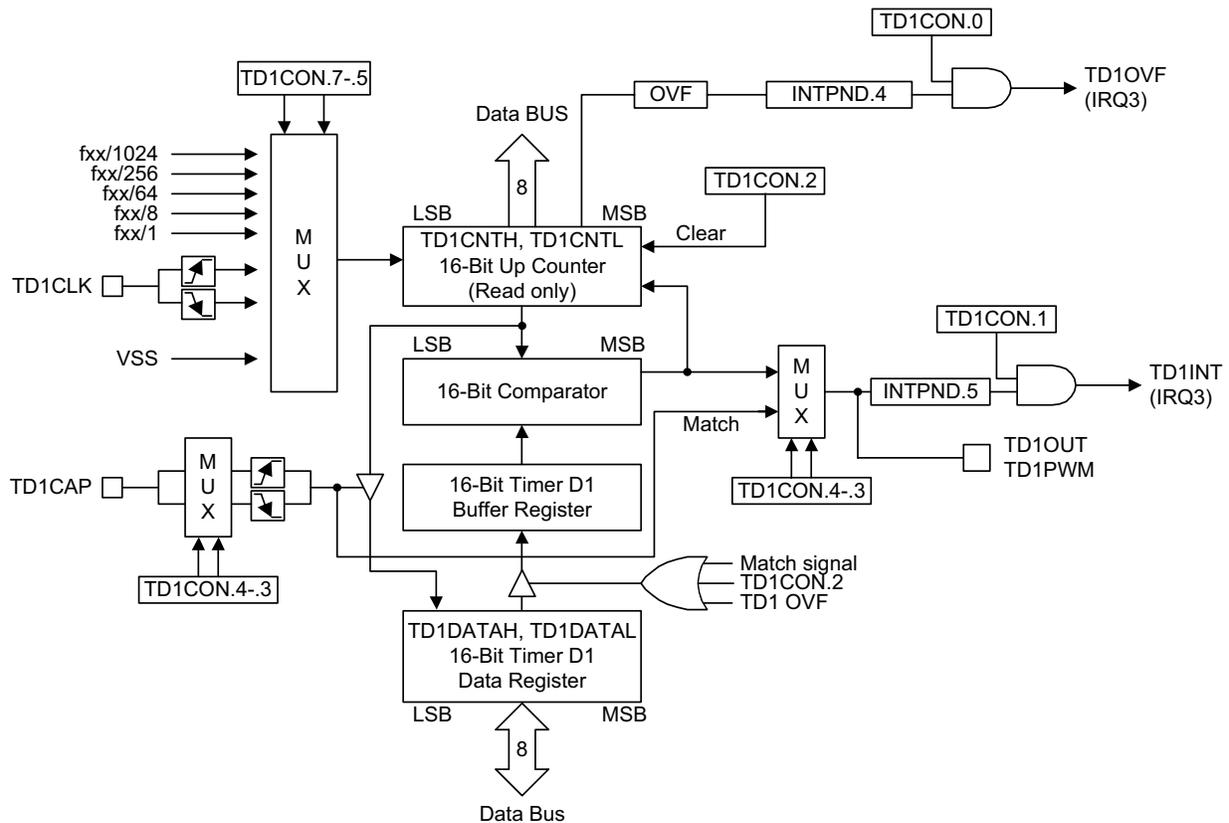 TD1CON.0
TD1OVF
(IRQ3)
OVF
INTPND.4
TD1CON.7-.5
Data BUS
8
fxx/1024
fxx/256
fxx/64
fxx/8
fxx/1
TD1CLK
VSS
M
U
X
TD1CON.2
Clear
LSB
MSB
TD1CNTH, TD1CNTL
16-Bit Up Counter
(Read only)
LSB
MSB
16-Bit Comparator
Match
M
U
X
TD1CON.4-.3
TD1CON.1
INTPND.5
TD1INT
(IRQ3)
TD1OUT
TD1PWM
TD1CAP
M
U
X
TD1CON.4-.3
16-Bit Timer D1
Buffer Register
Match signal
TD1CON.2
TD1 OVF
TD1DATAH, TD1DATAL
16-Bit Timer D1
Data Register
LSB
MSB
8
Data Bus